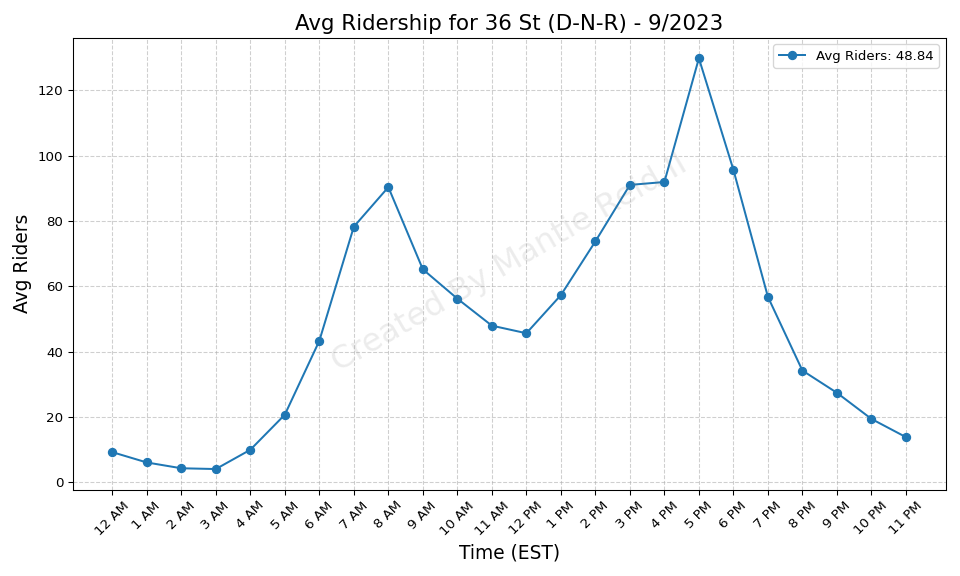 Avg Ridership for 36 St (D-N-R) - 9/2023
Avg Riders: 48.84
Avg Riders
120
100
80
60
40
20
0
Created By Mantle Reid II
12 AM
1 AM
2 AM
3 AM
4 AM
5 AM
6 AM
7 AM
8 AM
9 AM
10 AM
11 AM
12 PM
1 PM
2 PM
3 PM
4 PM
5 PM
6 PM
7 PM
8 PM
9 PM
10 PM
11 PM
Time (EST)